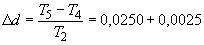 Δd = (T₅ − T₄) / T₂ = 0,0250 + 0,0025